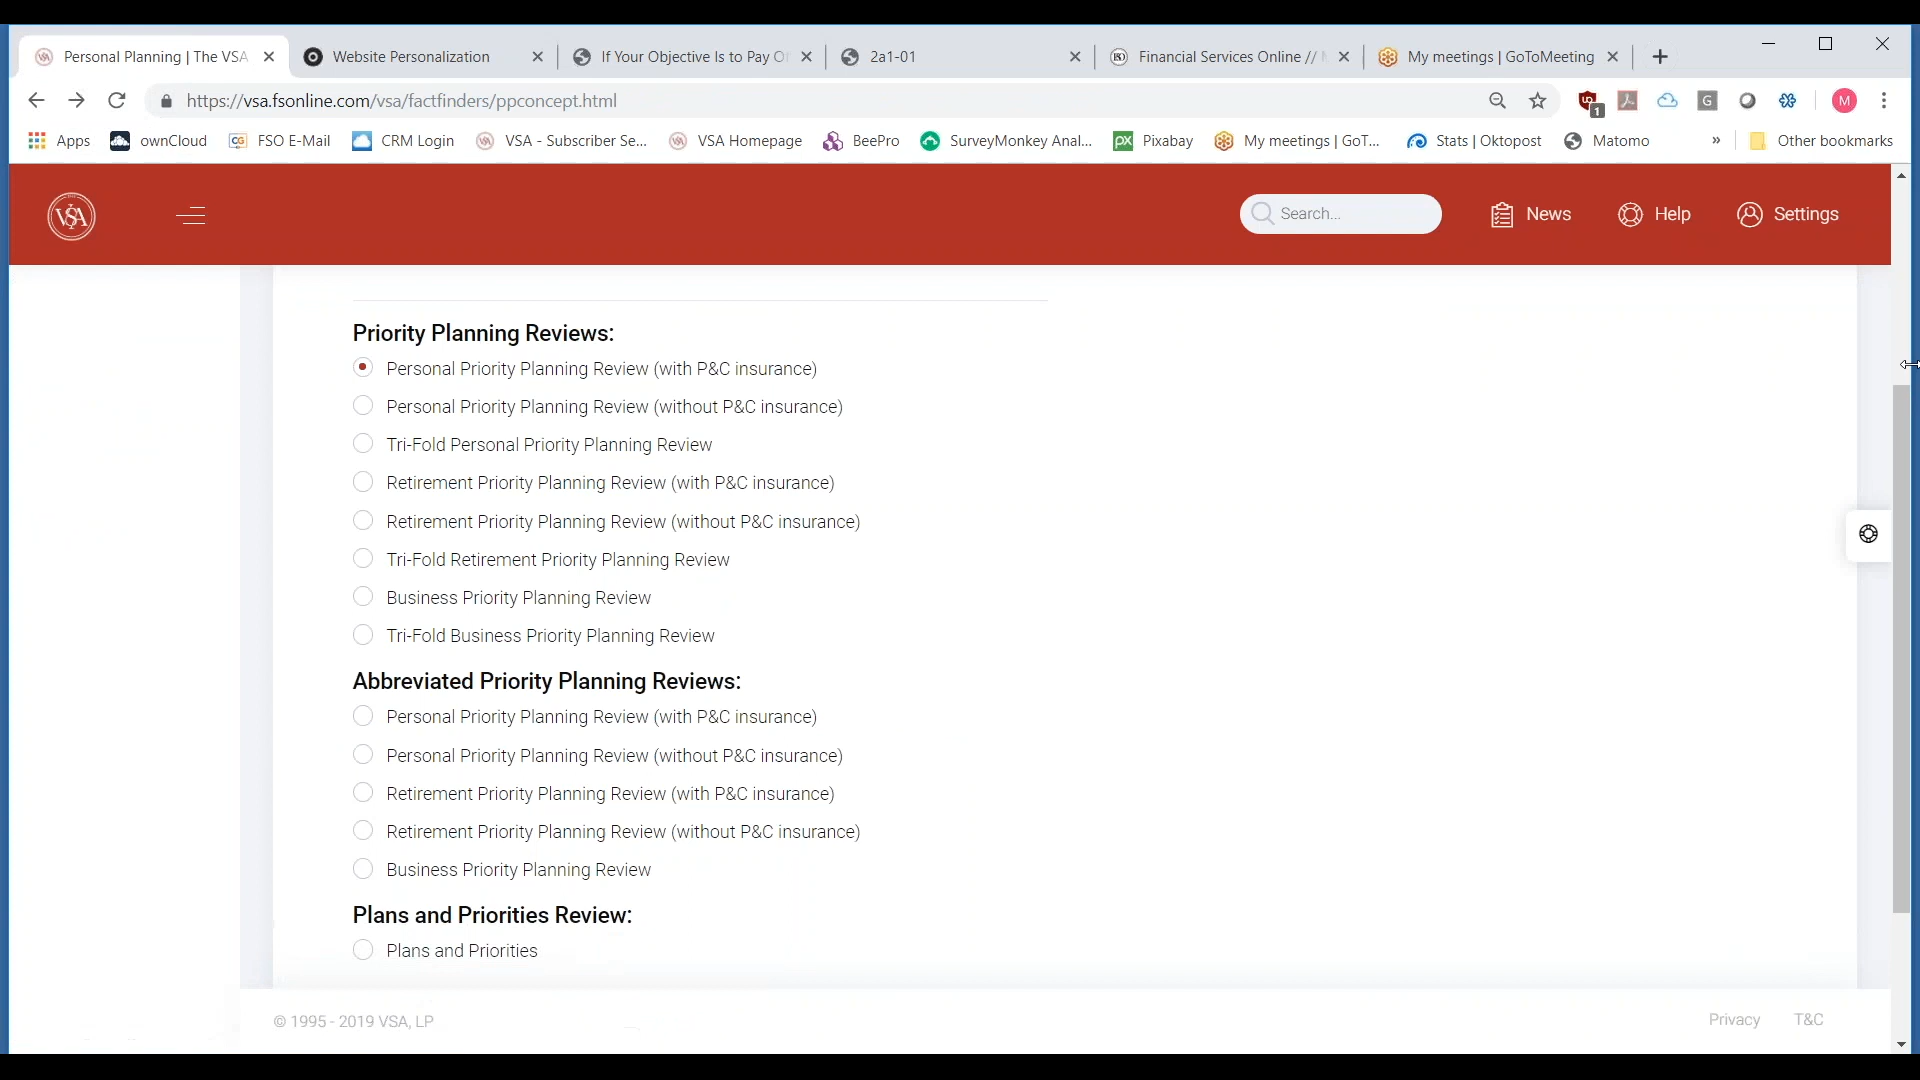 Personal Planning | The VSA
Website Personalization
If Your Objective Is to Pay O
2a1-01
Financial Services Online //
My meetings | GoToMeeting
https://vsa.fsonline.com/vsa/factfinders/ppconcept.html
1
G
M
Apps
ownCloud
CG
FSO E-Mail
CRM Login
VSA - Subscriber Se...
VSA Homepage
BeePro
SurveyMonkey Anal...
px
Pixabay
My meetings | GoT...
Stats | Oktopost
Matomo
»
Other bookmarks
VSA
Search...
News
Help
Settings
Priority Planning Reviews:
Personal Priority Planning Review (with P&C insurance)
Personal Priority Planning Review (without P&C insurance)
Tri-Fold Personal Priority Planning Review
Retirement Priority Planning Review (with P&C insurance)
Retirement Priority Planning Review (without P&C insurance)
Tri-Fold Retirement Priority Planning Review
Business Priority Planning Review
Tri-Fold Business Priority Planning Review
Abbreviated Priority Planning Reviews:
Personal Priority Planning Review (with P&C insurance)
Personal Priority Planning Review (without P&C insurance)
Retirement Priority Planning Review (with P&C insurance)
Retirement Priority Planning Review (without P&C insurance)
Business Priority Planning Review
Plans and Priorities Review:
Plans and Priorities
© 1995 - 2019 VSA, LP
Privacy
T&C